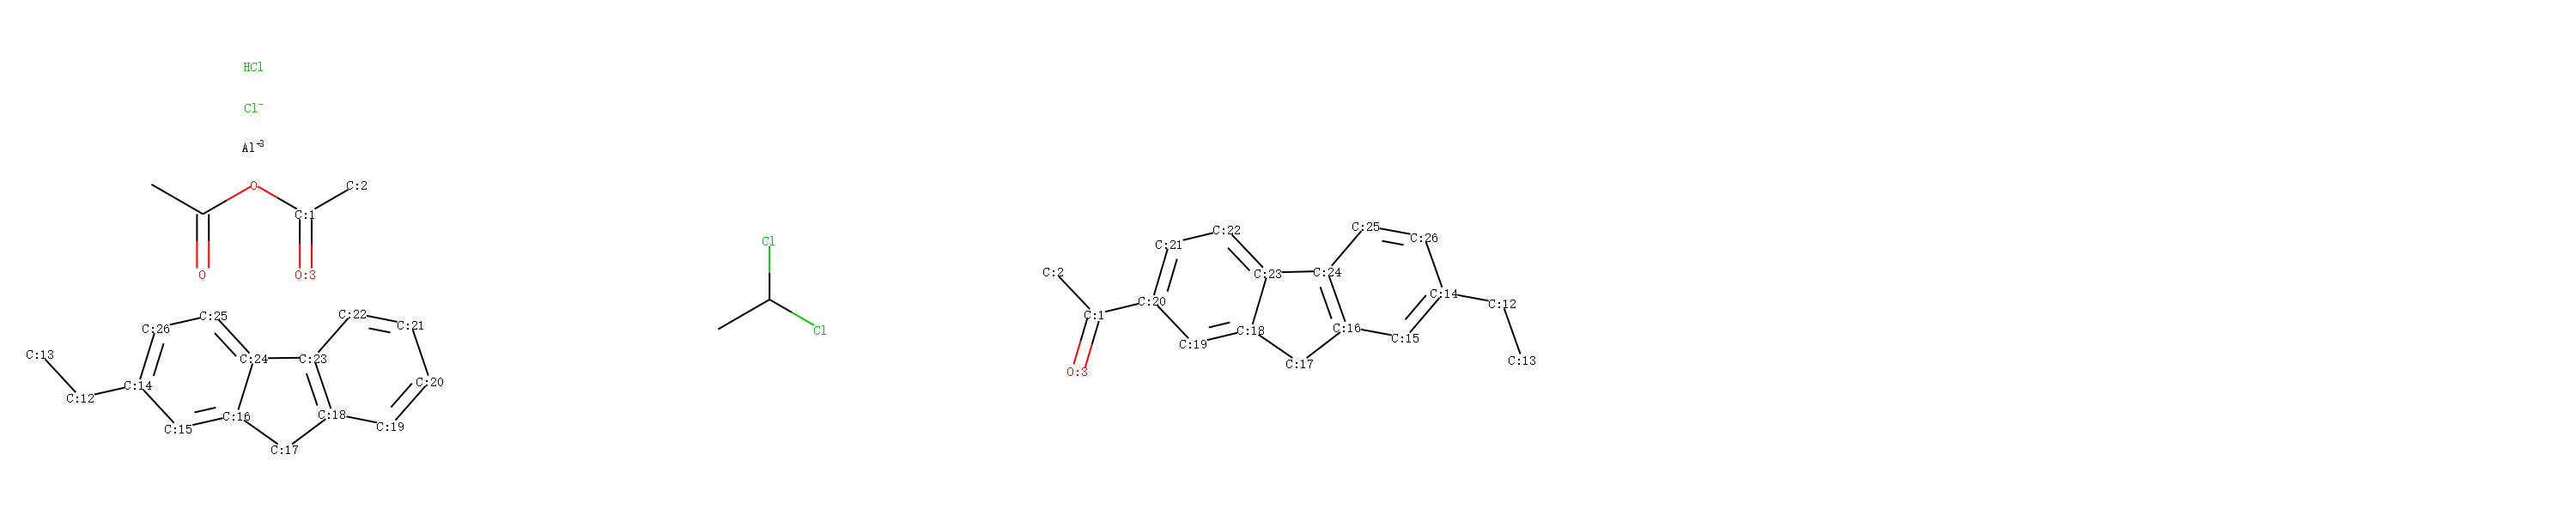 HCl
Cl-
Al+3
O C:2
C:1
O O:3
C:25 C:22
C:26 C:21
C:13 C:24 C:23
C:14 C:20
C:12
C:16 C:18
C:15 C:19
C:17
Cl
Cl
C:22 C:25
C:21 C:26
C:2 C:23 C:24
C:20 C:14 C:12
C:1
C:18 C:16
C:19 C:15
C:17 C:13
O:3